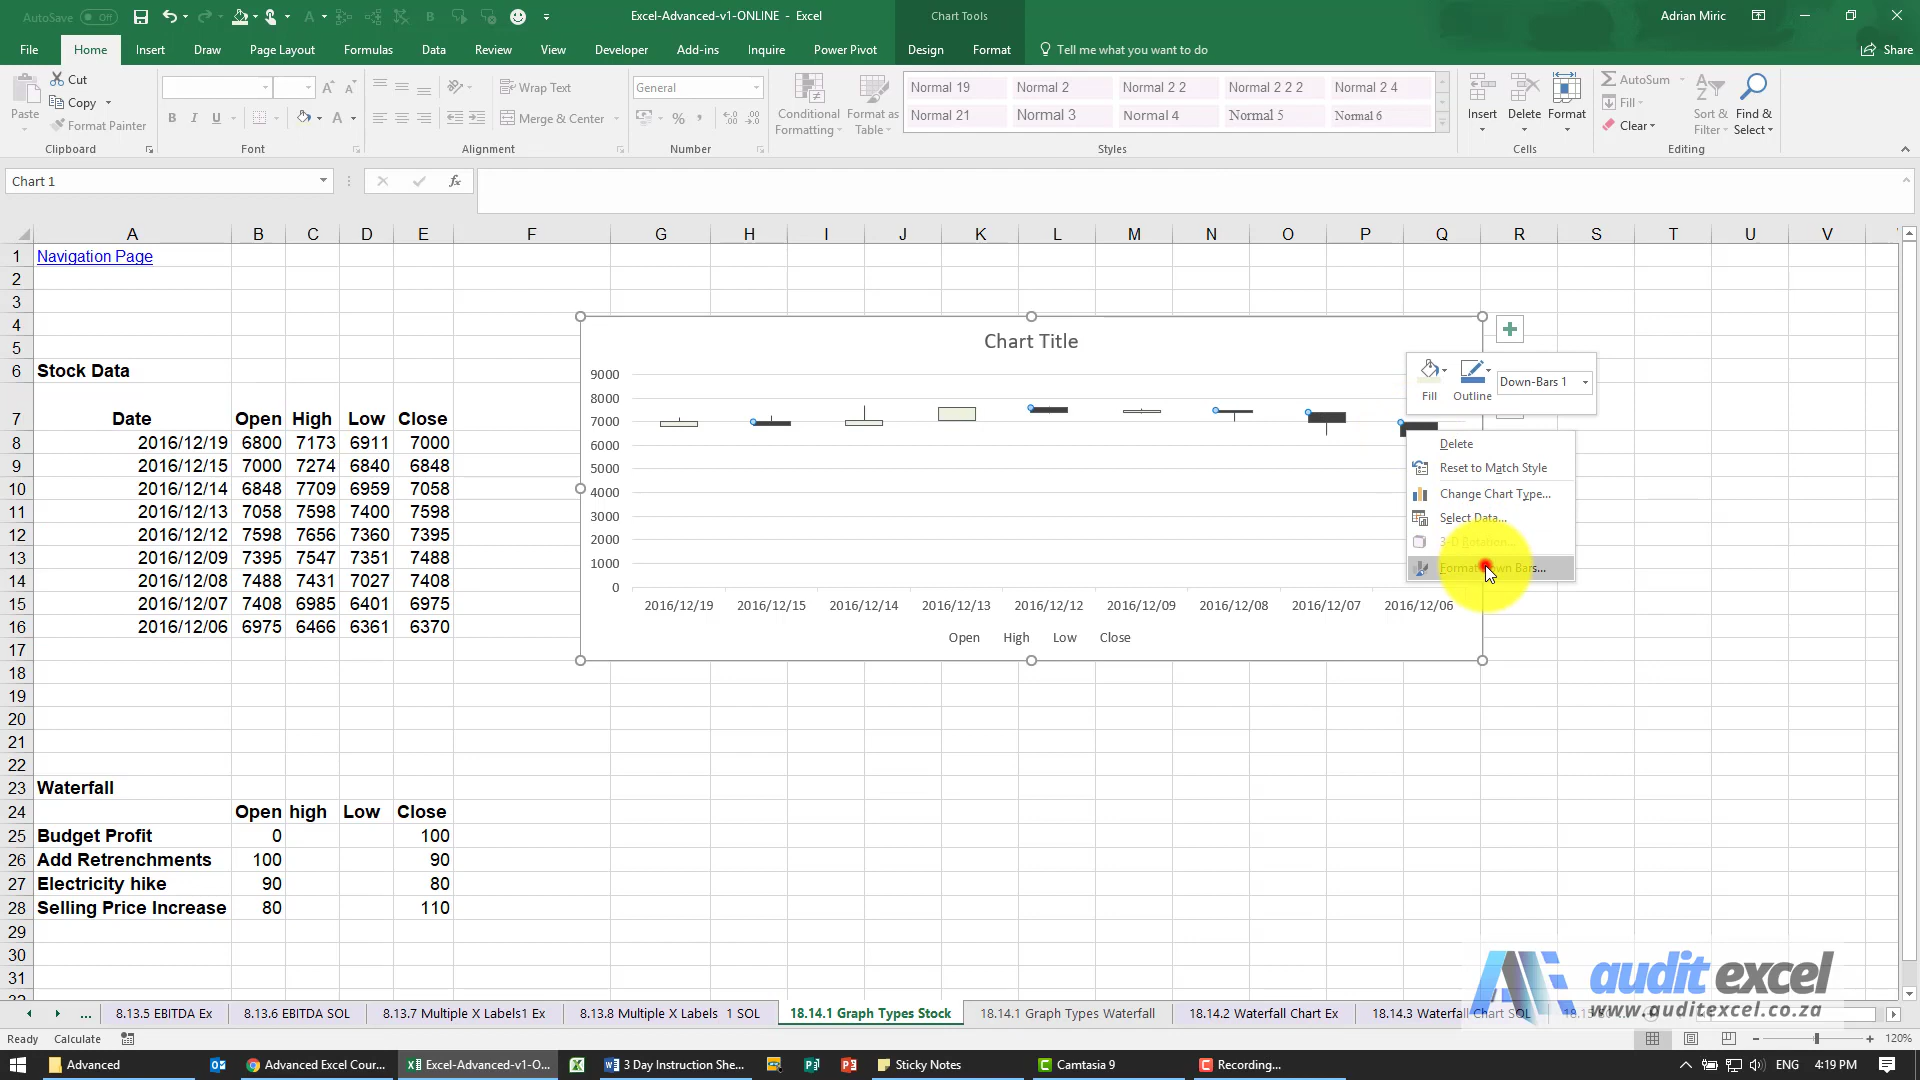 AutoSave Off Excel-Advanced-v1-ONLINE - Excel Chart Tools Adrian Miric
File Home Insert Draw Page Layout Formulas Data Review View Developer Add-ins Inquire Power Pivot Design Format Tell me what you want to do Share
Cut
Copy
Format Painter
Paste
Clipboard
B I U
Font
Wrap Text
Merge & Center
Alignment
General
%
Number
Conditional Formatting
Format as Table
Normal 19 Normal 2 Normal 2 2 Normal 2 2 2 Normal 2 4
Normal 21 Normal 3 Normal 4 Normal 5 Normal 6
Styles
Insert Delete Format
Cells
AutoSum
Fill
Clear
Sort & Filter
Find & Select
Editing
Chart 1
fx
A B C D E F G H I J K L M N O P Q R S T U V
1 Navigation Page
2
3
4
5
6 Stock Data
7 Date Open High Low Close
8 2016/12/19 6800 7173 6911 7000
9 2016/12/15 7000 7274 6840 6848
10 2016/12/14 6848 7709 6959 7058
11 2016/12/13 7058 7598 7400 7598
12 2016/12/12 7598 7656 7360 7395
13 2016/12/09 7395 7547 7351 7488
14 2016/12/08 7488 7431 7027 7408
15 2016/12/07 7408 6985 6401 6975
16 2016/12/06 6975 6466 6361 6370
17
18
19
20
21
22
23 Waterfall
24 Open high Low Close
25 Budget Profit 0 100
26 Add Retrenchments 100 90
27 Electricity hike 90 80
28 Selling Price Increase 80 110
29
30
31
Chart Title
9000
8000
7000
6000
5000
4000
3000
2000
1000
0
2016/12/19 2016/12/15 2016/12/14 2016/12/13 2016/12/12 2016/12/09 2016/12/08 2016/12/07 2016/12/06
Open High Low Close
Fill Outline Down-Bars 1
Delete
Reset to Match Style
Change Chart Type...
Select Data...
3-D Rotation...
Format Down Bars...
audit excel
www.auditexcel.co.za
... 8.13.5 EBITDA Ex 8.13.6 EBITDA SOL 8.13.7 Multiple X Labels1 Ex 8.13.8 Multiple X Labels 1 SOL 18.14.1 Graph Types Stock 18.14.1 Graph Types Waterfall 18.14.2 Waterfall Chart Ex 18.14.3 Waterfall Chart SOL
Ready Calculate 120%
Advanced Advanced Excel Cour... Excel-Advanced-v1-O... 3 Day Instruction Shee... Sticky Notes Camtasia 9 Recording... ENG 4:19 PM